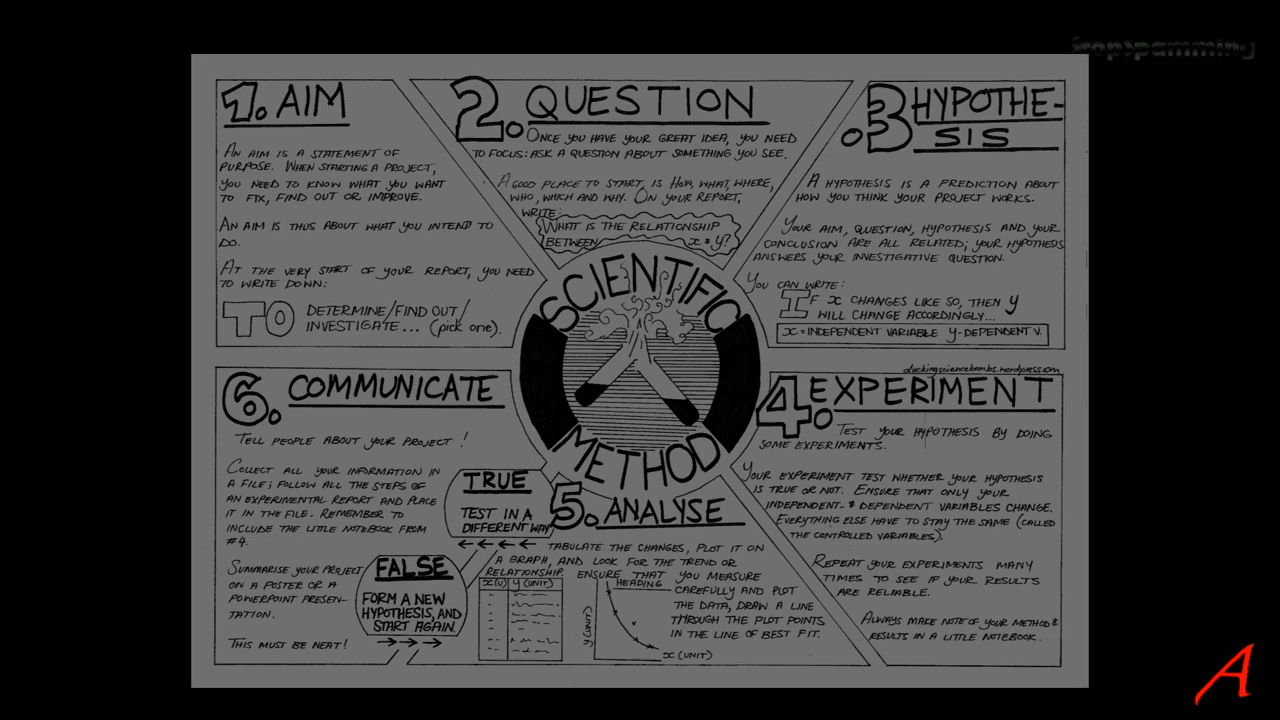 stopspamming
1. AIM
AN AIM IS A STATEMENT OF
PURPOSE. WHEN STARTING A PROJECT,
YOU NEED TO KNOW WHAT YOU WANT
TO FIX, FIND OUT OR IMPROVE.
AN AIM IS THUS ABOUT WHAT YOU INTEND TO
DO.
AT THE VERY START OF YOUR REPORT, YOU NEED
TO WRITE DOWN:
TO DETERMINE/FIND OUT/
INVESTIGATE... (pick one).
2. QUESTION
ONCE YOU HAVE YOUR GREAT IDEA, YOU NEED
TO FOCUS: ASK A QUESTION ABOUT SOMETHING YOU SEE.
A GOOD PLACE TO START IS HOW, WHAT, WHERE,
WHO, WHICH AND WHY. ON YOUR REPORT,
WRITE:
WHAT IS THE RELATIONSHIP
BETWEEN x & y?
3. HYPOTHE-
SIS
A HYPOTHESIS IS A PREDICTION ABOUT
HOW YOU THINK YOUR PROJECT WORKS.
YOUR AIM, QUESTION, HYPOTHESIS AND YOUR
CONCLUSION ARE ALL RELATED; YOUR HYPOTHESIS
ANSWERS YOUR INVESTIGATIVE QUESTION.
YOU CAN WRITE:
IF x CHANGES LIKE SO, THEN y
WILL CHANGE ACCORDINGLY...
x = INDEPENDENT VARIABLE y - DEPENDENT V.
SCIENTIFIC
METHOD
duckingsciencebombs.wordpress.com
4. EXPERIMENT
TEST YOUR HYPOTHESIS BY DOING
SOME EXPERIMENTS.
YOUR EXPERIMENT TEST WHETHER YOUR HYPOTHESIS
IS TRUE OR NOT. ENSURE THAT ONLY YOUR
INDEPENDENT- & DEPENDENT VARIABLES CHANGE.
EVERYTHING ELSE HAVE TO STAY THE SAME (CALLED
THE CONTROLLED VARIABLES).
REPEAT YOUR EXPERIMENTS MANY
TIMES TO SEE IF YOUR RESULTS
ARE RELIABLE.
ALWAYS MAKE NOTE OF YOUR METHOD &
RESULTS IN A LITTLE NOTEBOOK.
5. ANALYSE
TABULATE THE CHANGES, PLOT IT ON
A GRAPH, AND LOOK FOR THE TREND OR
RELATIONSHIP. ENSURE THAT YOU MEASURE
CAREFULLY AND PLOT
THE DATA, DRAW A LINE
THROUGH THE PLOT POINTS
IN THE LINE OF BEST FIT.
x (U) y (UNIT)
HEADING
y (UNIT)
x (UNIT)
TRUE
TEST IN A
DIFFERENT WAY
FALSE
FORM A NEW
HYPOTHESIS, AND
START AGAIN.
6. COMMUNICATE
TELL PEOPLE ABOUT YOUR PROJECT!
COLLECT ALL YOUR INFORMATION IN
A FILE; FOLLOW ALL THE STEPS OF
AN EXPERIMENTAL REPORT AND PLACE
IT IN THE FILE. REMEMBER TO
INCLUDE THE LITTLE NOTEBOOK FROM
#4.
SUMMARISE YOUR PROJECT
ON A POSTER OR A
POWERPOINT PRESEN-
TATION.
THIS MUST BE NEAT!
A